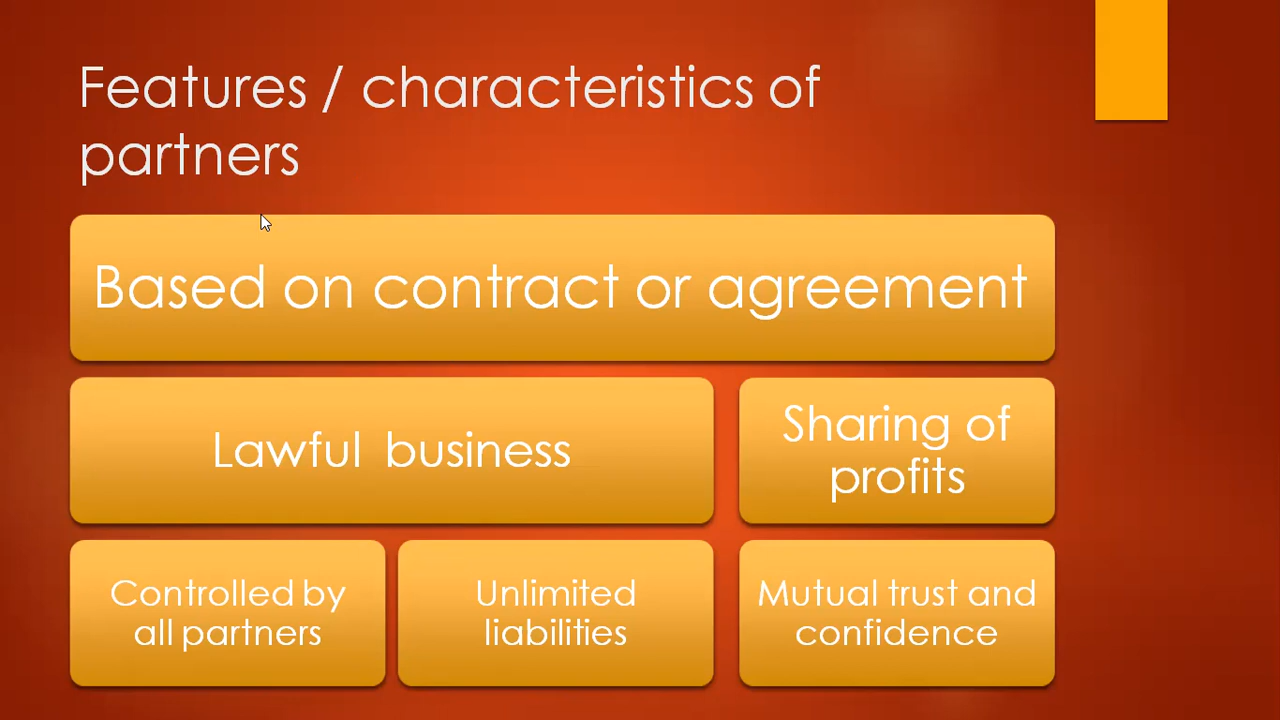 Features / characteristics of
partners
Based on contract or agreement
Lawful business
Sharing of
profits
Controlled by
all partners
Unlimited
liabilities
Mutual trust and
confidence